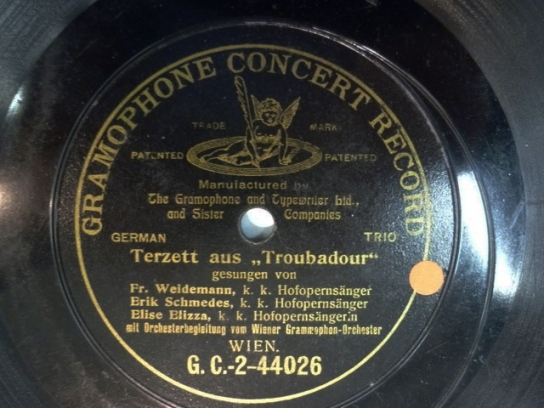 GRAMOPHONE CONCERT RECORD
TRADE MARK
PATENTED PATENTED
Manufactured by
The Gramophone and Typewriter Ltd.,
and Sister Companies
GERMAN TRIO
Terzett aus „Troubadour"
gesungen von
Fr. Weidemann, k. k. Hofopernsänger
Erik Schmedes, k. k. Hofopernsänger
Elise Elizza, k. k. Hofopernsängerin
mit Orchesterbegleitung vom Wiener Grammophon-Orchester
WIEN.
G. C.-2-44026